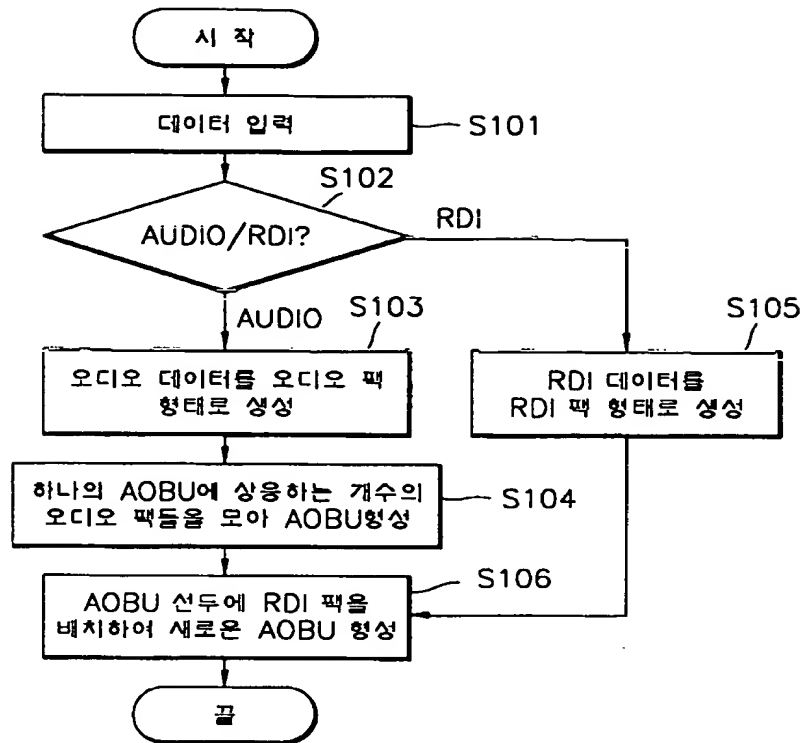 시 작
데이터 입력
S101
S102
AUDIO/RDI?
RDI
AUDIO
S103
오디오 데이터를 오디오 팩
형태로 생성
S105
RDI 데이터를
RDI 팩 형태로 생성
하나의 AOBU에 상응하는 개수의
오디오 팩들을 모아 AOBU형성
S104
S106
AOBU 선두에 RDI 팩을
배치하여 새로운 AOBU 형성
끝